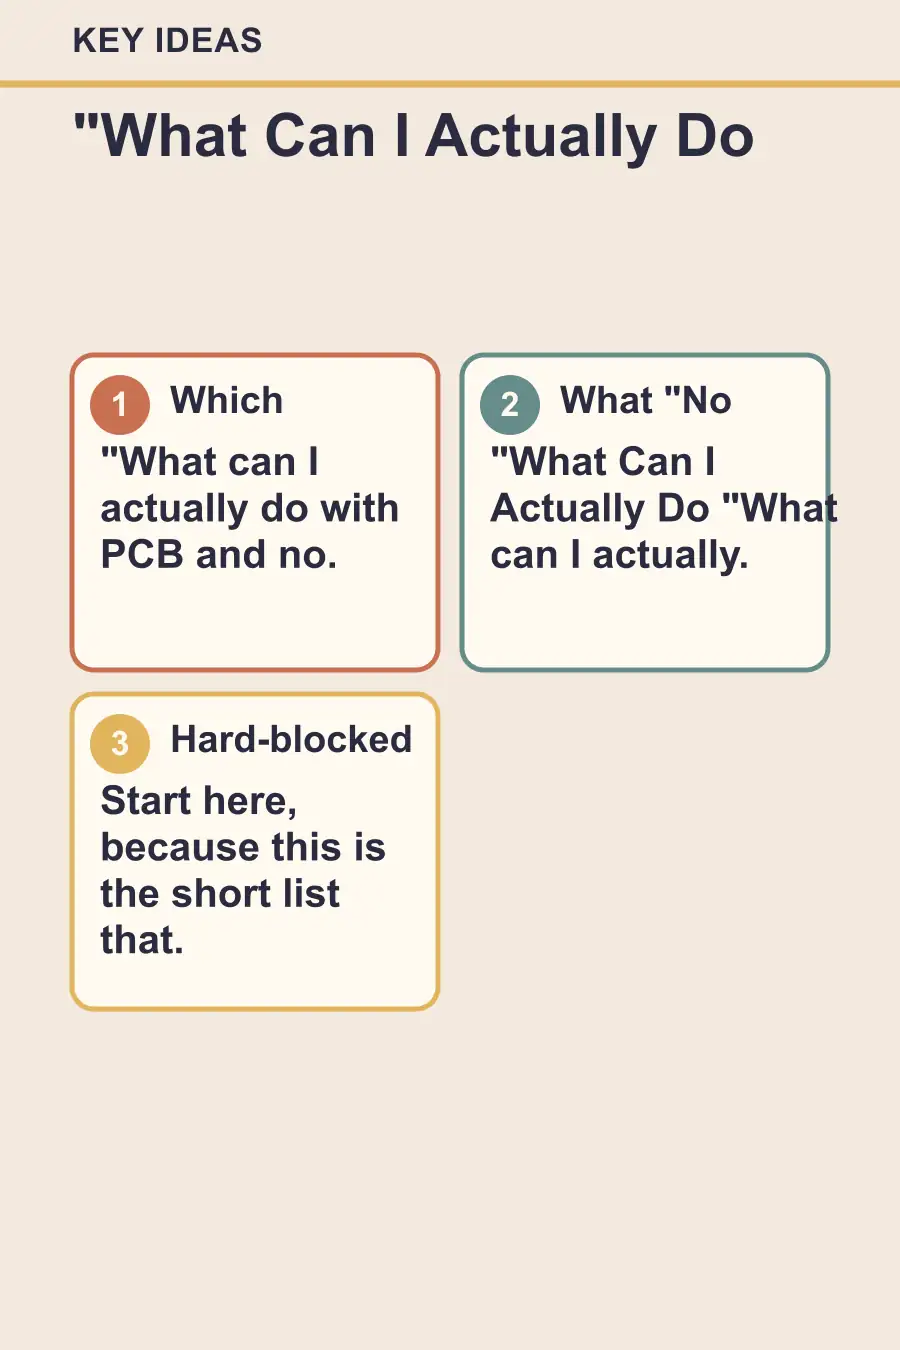 KEY IDEAS
"What Can I Actually Do
1 Which
"What can I
actually do with
PCB and no.
2 What "No
"What Can I
Actually Do "What
can I actually.
3 Hard-blocked
Start here,
because this is
the short list
that.